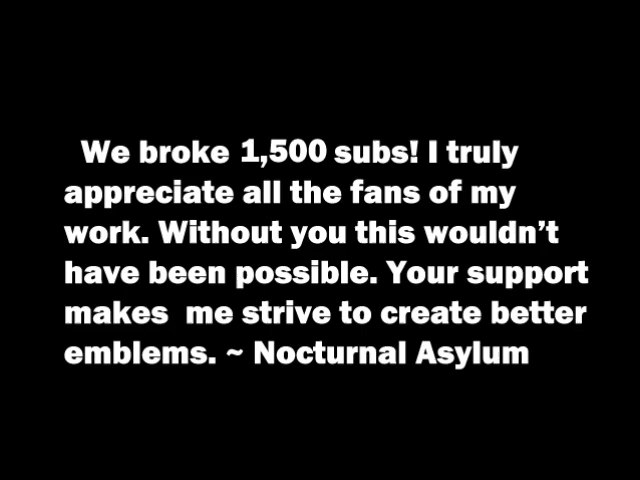 We broke 1,500 subs! I truly
appreciate all the fans of my
work. Without you this wouldn’t
have been possible. Your support
makes  me strive to create better
emblems. ~ Nocturnal Asylum